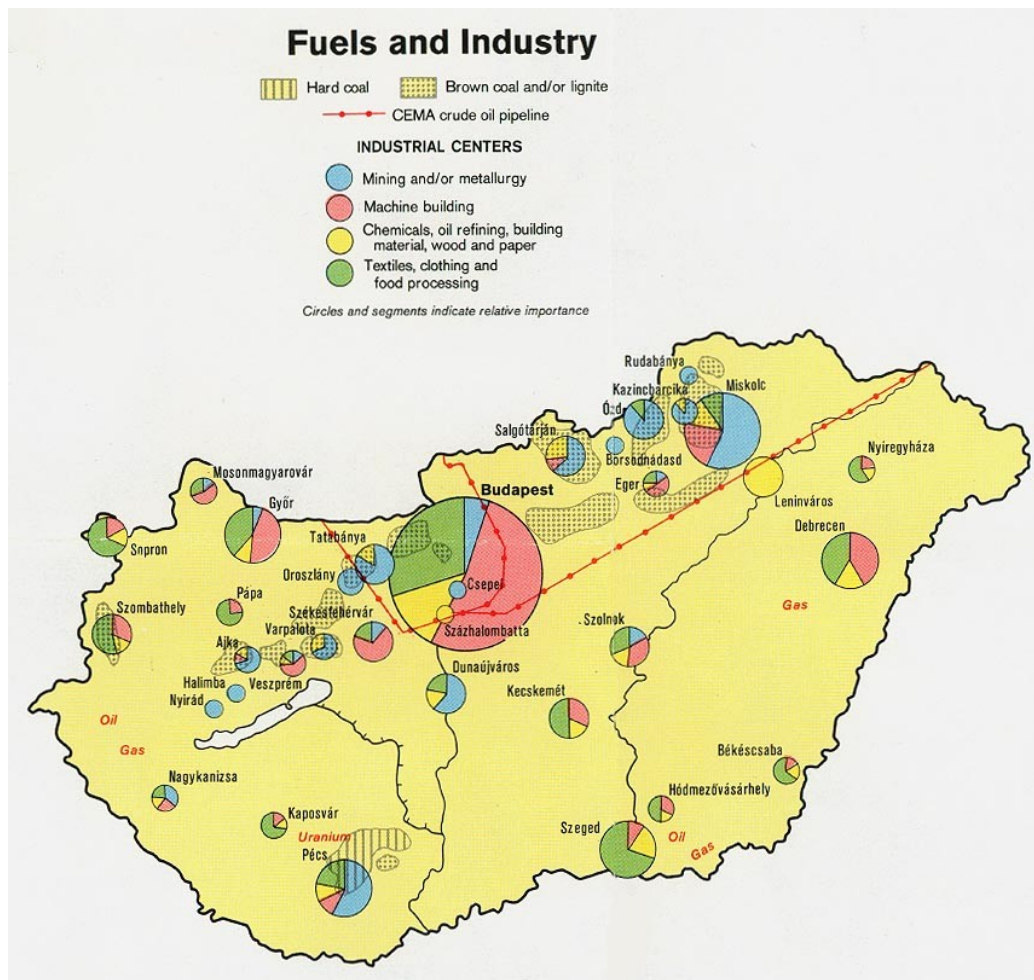 Fuels and Industry
Hard coal
Brown coal and/or lignite
CEMA crude oil pipeline
INDUSTRIAL CENTERS
Mining and/or metallurgy
Machine building
Chemicals, oil refining, building
material, wood and paper
Textiles, clothing and
food processing
Circles and segments indicate relative importance
Rudabánya
Kazincbarcika
Miskolc
Ózd
Salgótarján
Borsodnádasd
Nyíregyháza
Eger
Mosonmagyarovár
Budapest
Leninváros
Győr
Debrecen
Tatabánya
Snpron
Oroszlány
Csepel
Pápa
Gas
Szombathely
Székesfehérvár
Százhalombatta
Szolnok
Várpalota
Ajka
Dunaújváros
Halimba
Veszprém
Kecskemét
Nyirád
Oil
Gas
Békéscsaba
Nagykanizsa
Hódmezővásárhely
Kaposvár
Uranium
Szeged
Oil
Gas
Pécs